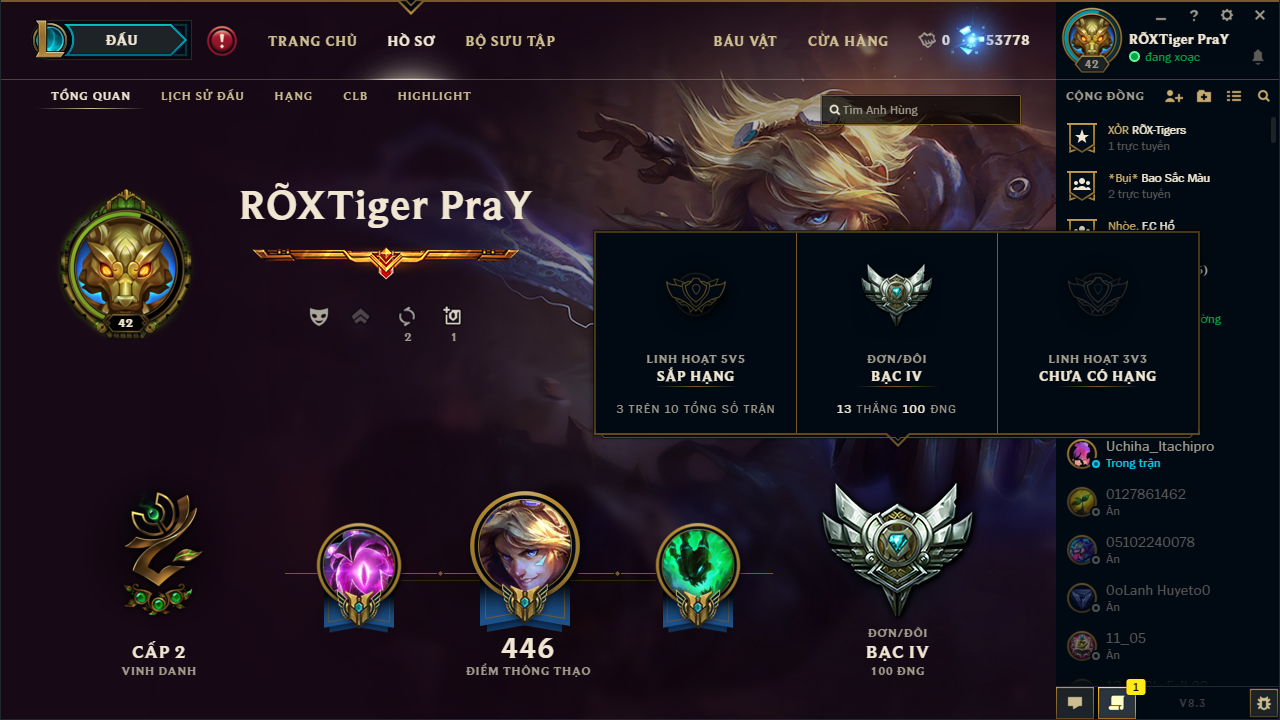 ĐẤU
TRANG CHỦ
HỒ SƠ
BỘ SƯU TẬP
BÁU VẬT
CỬA HÀNG
0
53778
RÕXTiger PraY
đang xoạc
42
TỔNG QUAN
LỊCH SỬ ĐẤU
HẠNG
CLB
HIGHLIGHT
Tìm Anh Hùng
CỘNG ĐỒNG
XỎR RÕX-Tigers
1 trực tuyến
*Bụi* Bao Sắc Màu
2 trực tuyến
Nhòe. F.C Hồ
RÕXTiger PraY
42
2
1
LINH HOẠT 5V5
SẮP HẠNG
3 TRÊN 10 TỔNG SỐ TRẬN
ĐƠN/ĐÔI
BẠC IV
13 THẮNG 100 ĐNG
LINH HOẠT 3V3
CHƯA CÓ HẠNG
Uchiha_Itachipro
Trong trận
0127861462
Ẩn
05102240078
Ẩn
0oLanh Huyeto0
Ẩn
11_05
Ẩn
CẤP 2
VINH DANH
446
ĐIỂM THÔNG THẠO
ĐƠN/ĐÔI
BẠC IV
100 ĐNG
1
V8.3